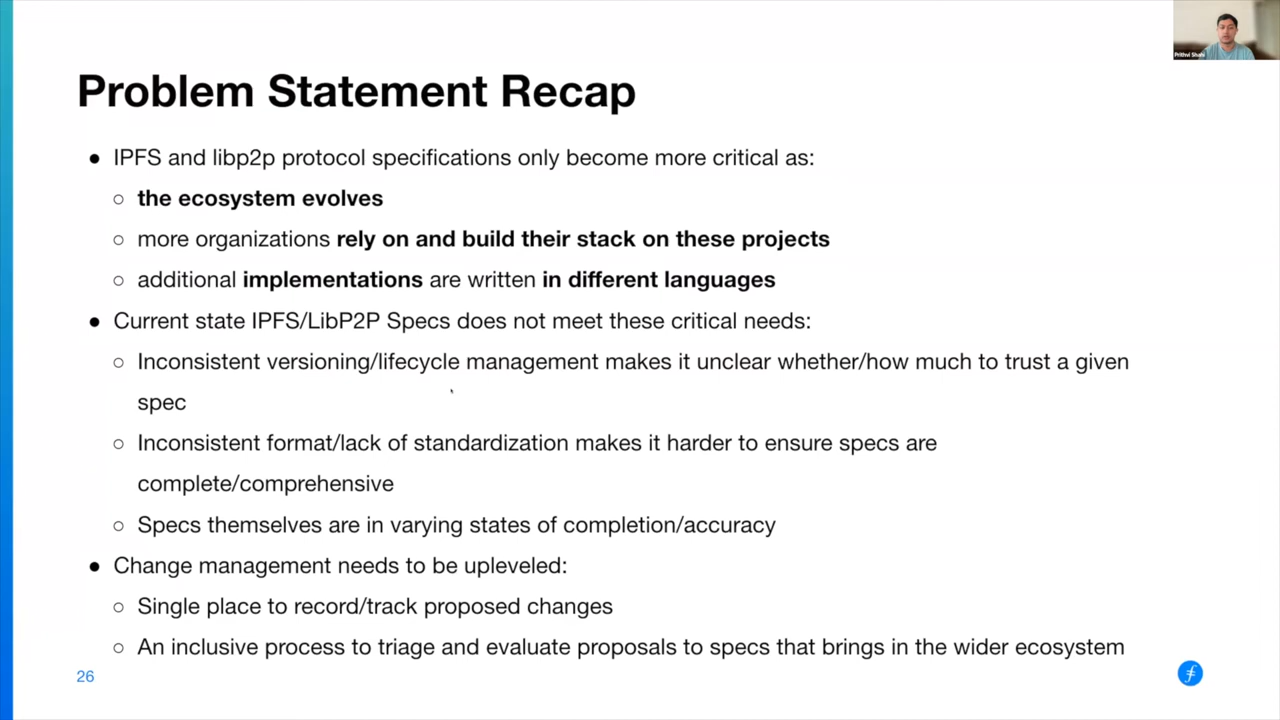 Prithvi Shahi
Problem Statement Recap
● IPFS and libp2p protocol specifications only become more critical as:
○ the ecosystem evolves
○ more organizations rely on and build their stack on these projects
○ additional implementations are written in different languages
● Current state IPFS/LibP2P Specs does not meet these critical needs:
○ Inconsistent versioning/lifecycle management makes it unclear whether/how much to trust a given
spec
○ Inconsistent format/lack of standardization makes it harder to ensure specs are
complete/comprehensive
○ Specs themselves are in varying states of completion/accuracy
● Change management needs to be upleveled:
○ Single place to record/track proposed changes
○ An inclusive process to triage and evaluate proposals to specs that brings in the wider ecosystem
26